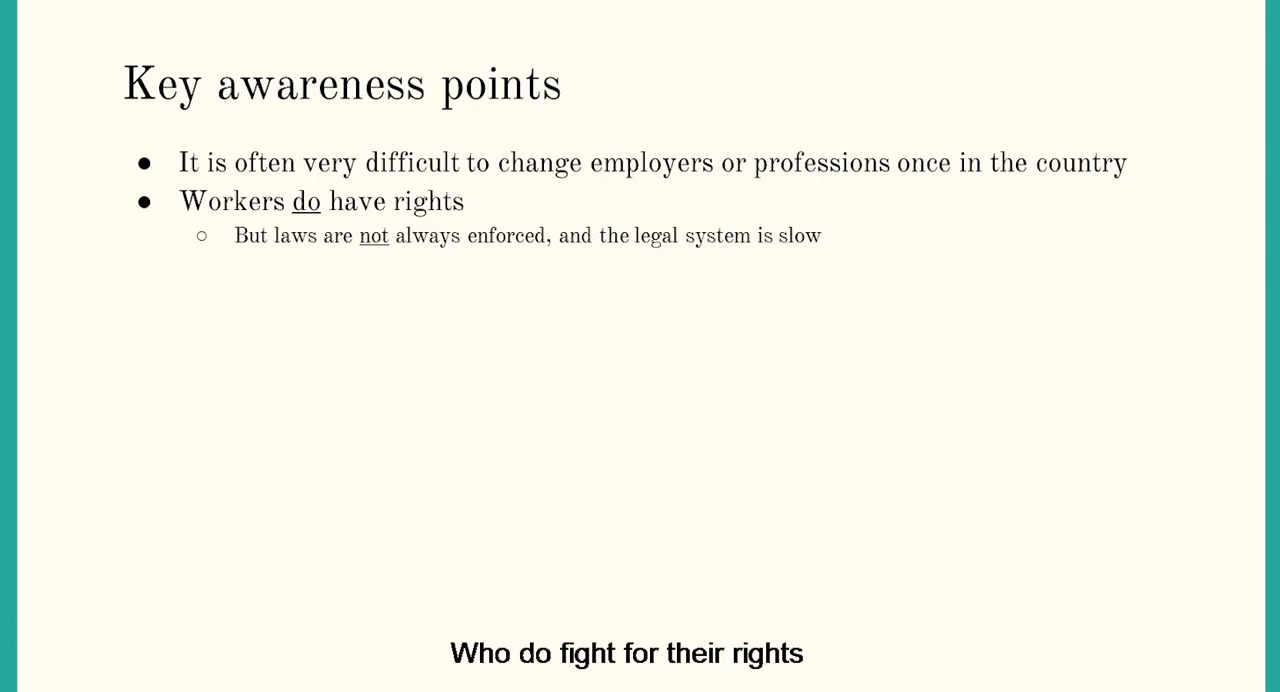 Key awareness points
● It is often very difficult to change employers or professions once in the country
● Workers do have rights
○ But laws are not always enforced, and the legal system is slow
Who do fight for their rights